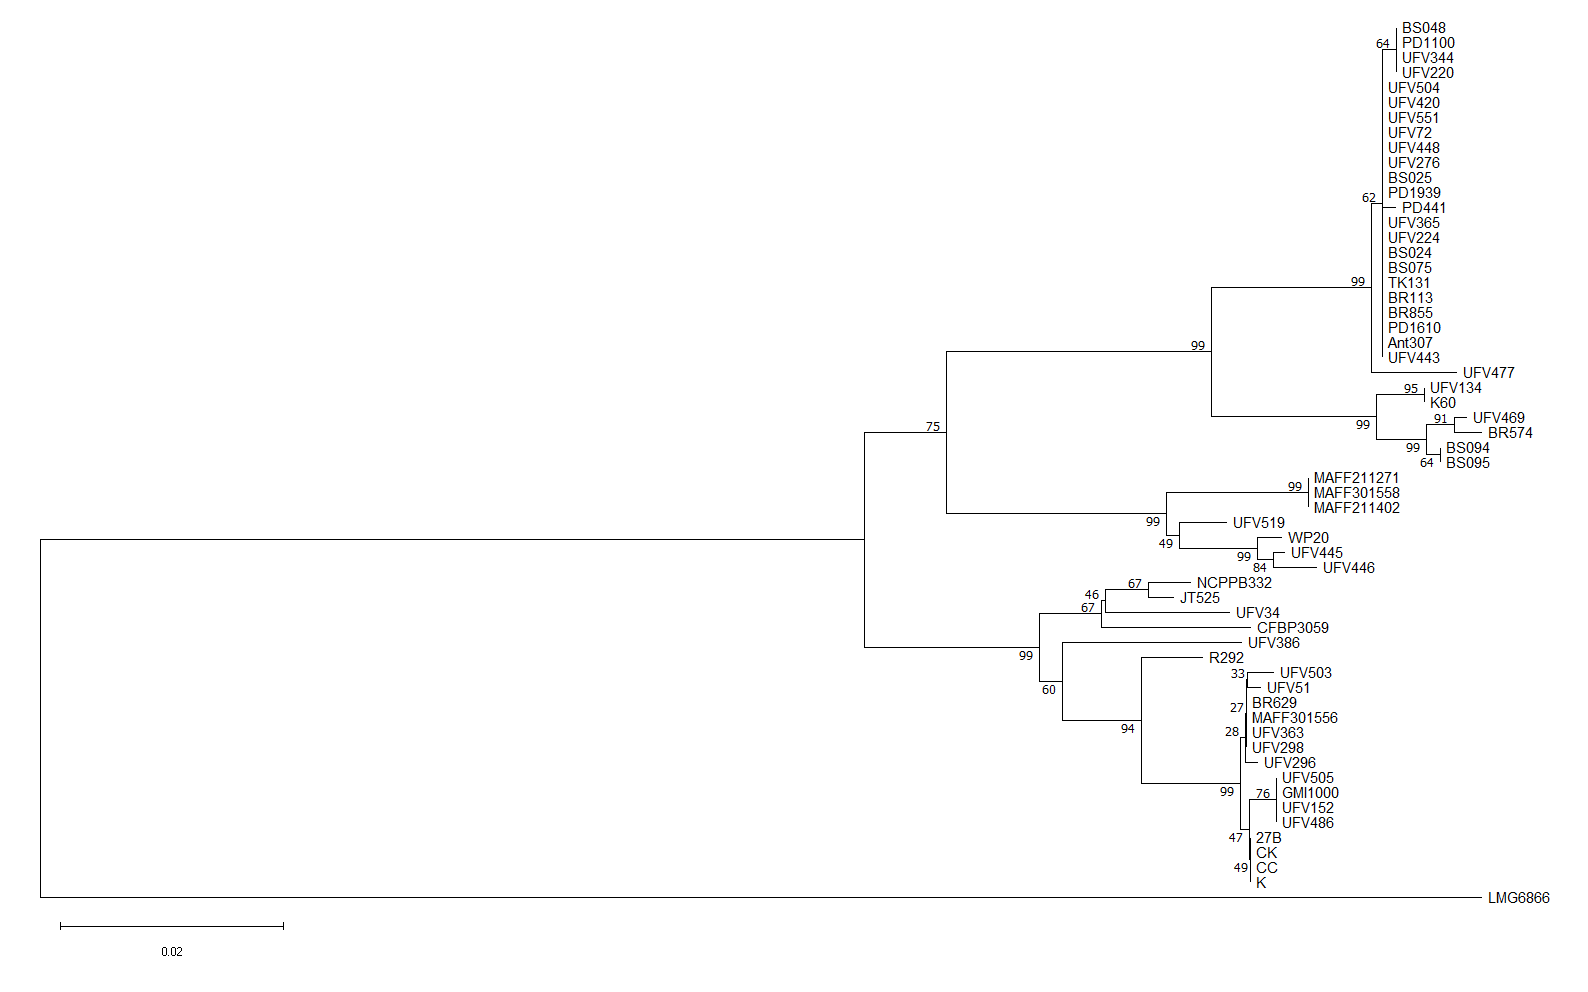 BS048
64
PD1100
UFV344
UFV220
UFV504
UFV420
UFV551
UFV72
UFV448
UFV276
BS025
PD1939
62
PD441
UFV365
UFV224
BS024
BS075
99
TK131
BR113
BR855
PD1610
Ant307
99
UFV443
UFV477
95
UFV134
K60
91
UFV469
75
99
BR574
99
BS094
64
BS095
MAFF211271
99
MAFF301558
MAFF211402
99
UFV519
WP20
49
UFV445
99
84
UFV446
67
NCPPB332
46
JT525
67
UFV34
CFBP3059
UFV386
99
R292
33
UFV503
60
UFV51
27
BR629
MAFF301556
94
28
UFV363
UFV298
UFV296
UFV505
99
76
GMI1000
UFV152
UFV486
47
27B
CK
49
CC
K
LMG6866
0.02